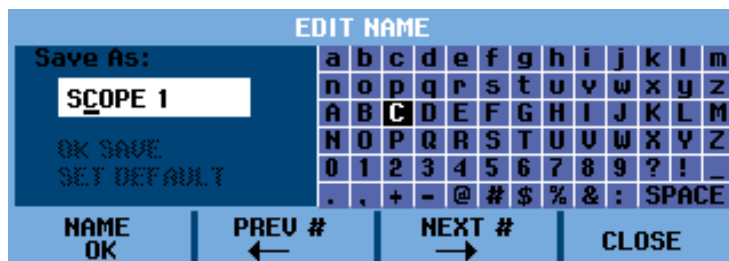 EDIT NAME
Save As:
SCOPE 1
OK SAVE
SET DEFAULT
a b c d e f g h i j k l m
n o p q r s t u v w x y z
A B C D E F G H I J K L M
N O P Q R S T U V W X Y Z
0 1 2 3 4 5 6 7 8 9 ? ! _
. , + - @ # $ % & : SPACE
NAME OK
PREV #
NEXT #
CLOSE